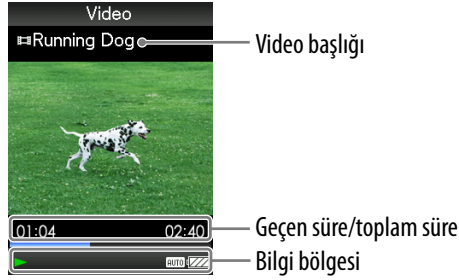 Video
Running Dog
Video başlığı
01:04 02:40
Geçen süre/toplam süre
AUTO
Bilgi bölgesi